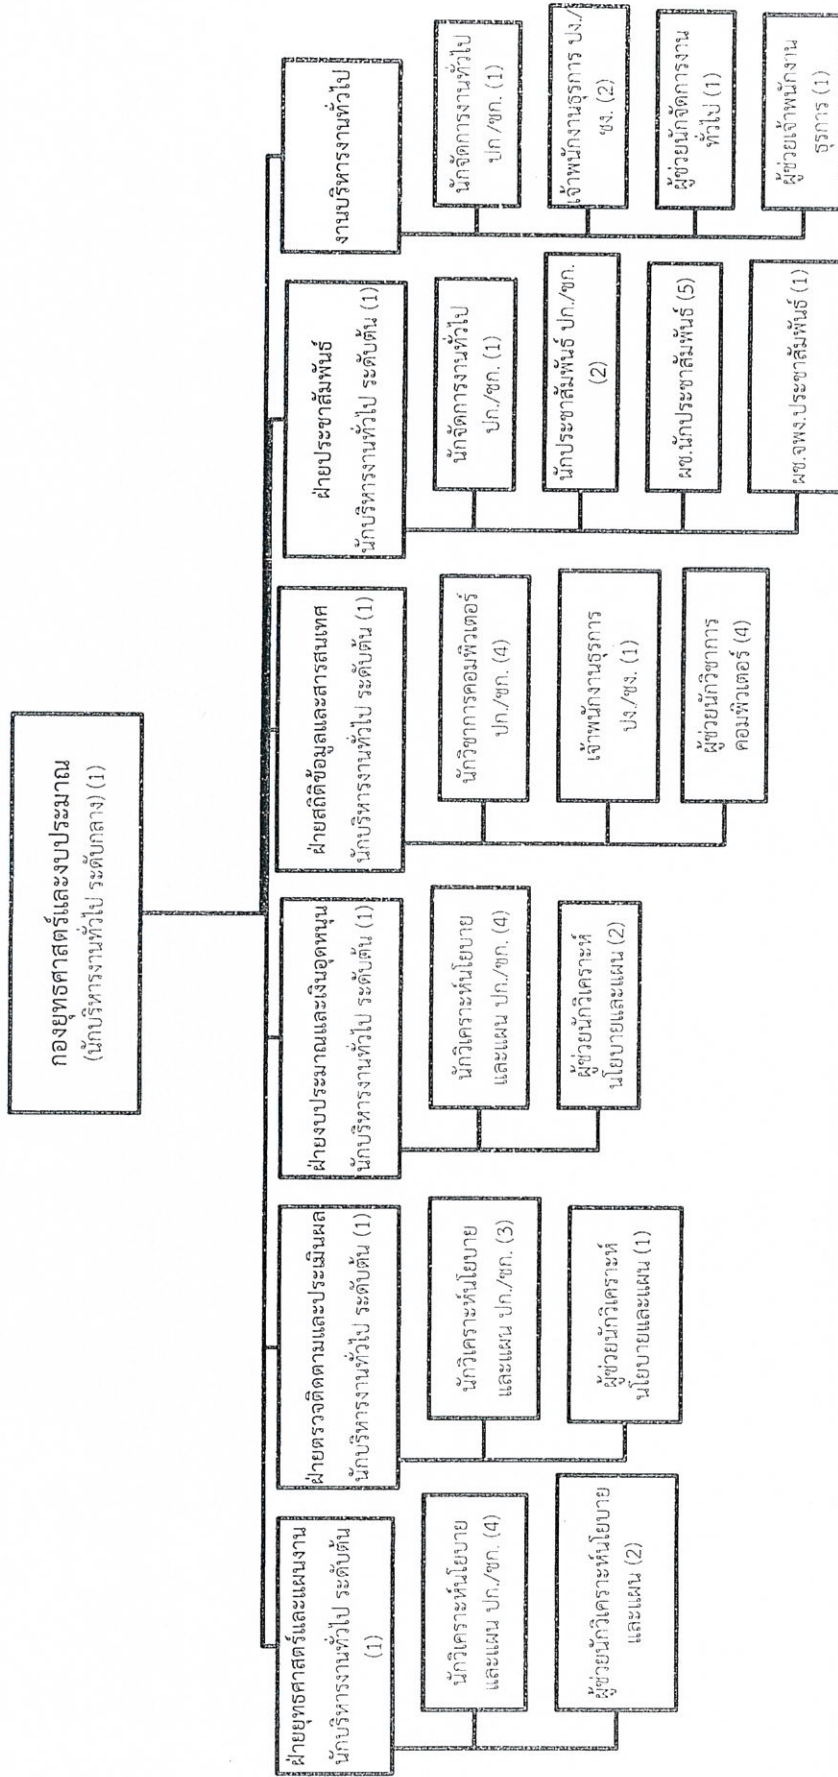 กองยุทธศาสตร์และงบประมาณ
(นักบริหารงานทั่วไป ระดับกลาง) (1)
ฝ่ายยุทธศาสตร์และแผนงาน
นักบริหารงานทั่วไป ระดับต้น
(1)
นักวิเคราะห์นโยบาย
และแผน ปก./ชก. (4)
ผู้ช่วยนักวิเคราะห์นโยบาย
และแผน (2)
ฝ่ายตรวจติดตามและประเมินผล
นักบริหารงานทั่วไป ระดับต้น (1)
นักวิเคราะห์นโยบาย
และแผน ปก./ชก. (3)
ผู้ช่วยนักวิเคราะห์
นโยบายและแผน (1)
ฝ่ายงบประมาณและเงินอุดหนุน
นักบริหารงานทั่วไป ระดับต้น (1)
นักวิเคราะห์นโยบาย
และแผน ปก./ชก. (4)
ผู้ช่วยนักวิเคราะห์
นโยบายและแผน (2)
ฝ่ายสถิติข้อมูลและสารสนเทศ
นักบริหารงานทั่วไป ระดับต้น (1)
นักวิชาการคอมพิวเตอร์
ปก./ชก. (4)
เจ้าพนักงานธุรการ
ปง./ชง. (1)
ผู้ช่วยนักวิชาการ
คอมพิวเตอร์ (4)
ฝ่ายประชาสัมพันธ์
นักบริหารงานทั่วไป ระดับต้น (1)
นักจัดการงานทั่วไป
ปก./ชก. (1)
นักประชาสัมพันธ์ ปก./ชก.
(2)
ผช.นักประชาสัมพันธ์ (5)
ผช.จพง.ประชาสัมพันธ์ (1)
งานบริหารงานทั่วไป
นักจัดการงานทั่วไป
ปก /ชก. (1)
เจ้าพนักงานธุรการ ปง./
ชง. (2)
ผู้ช่วยนักจัดการงาน
ทั่วไป (1)
ผู้ช่วยเจ้าพนักงาน
ธุรการ (1)